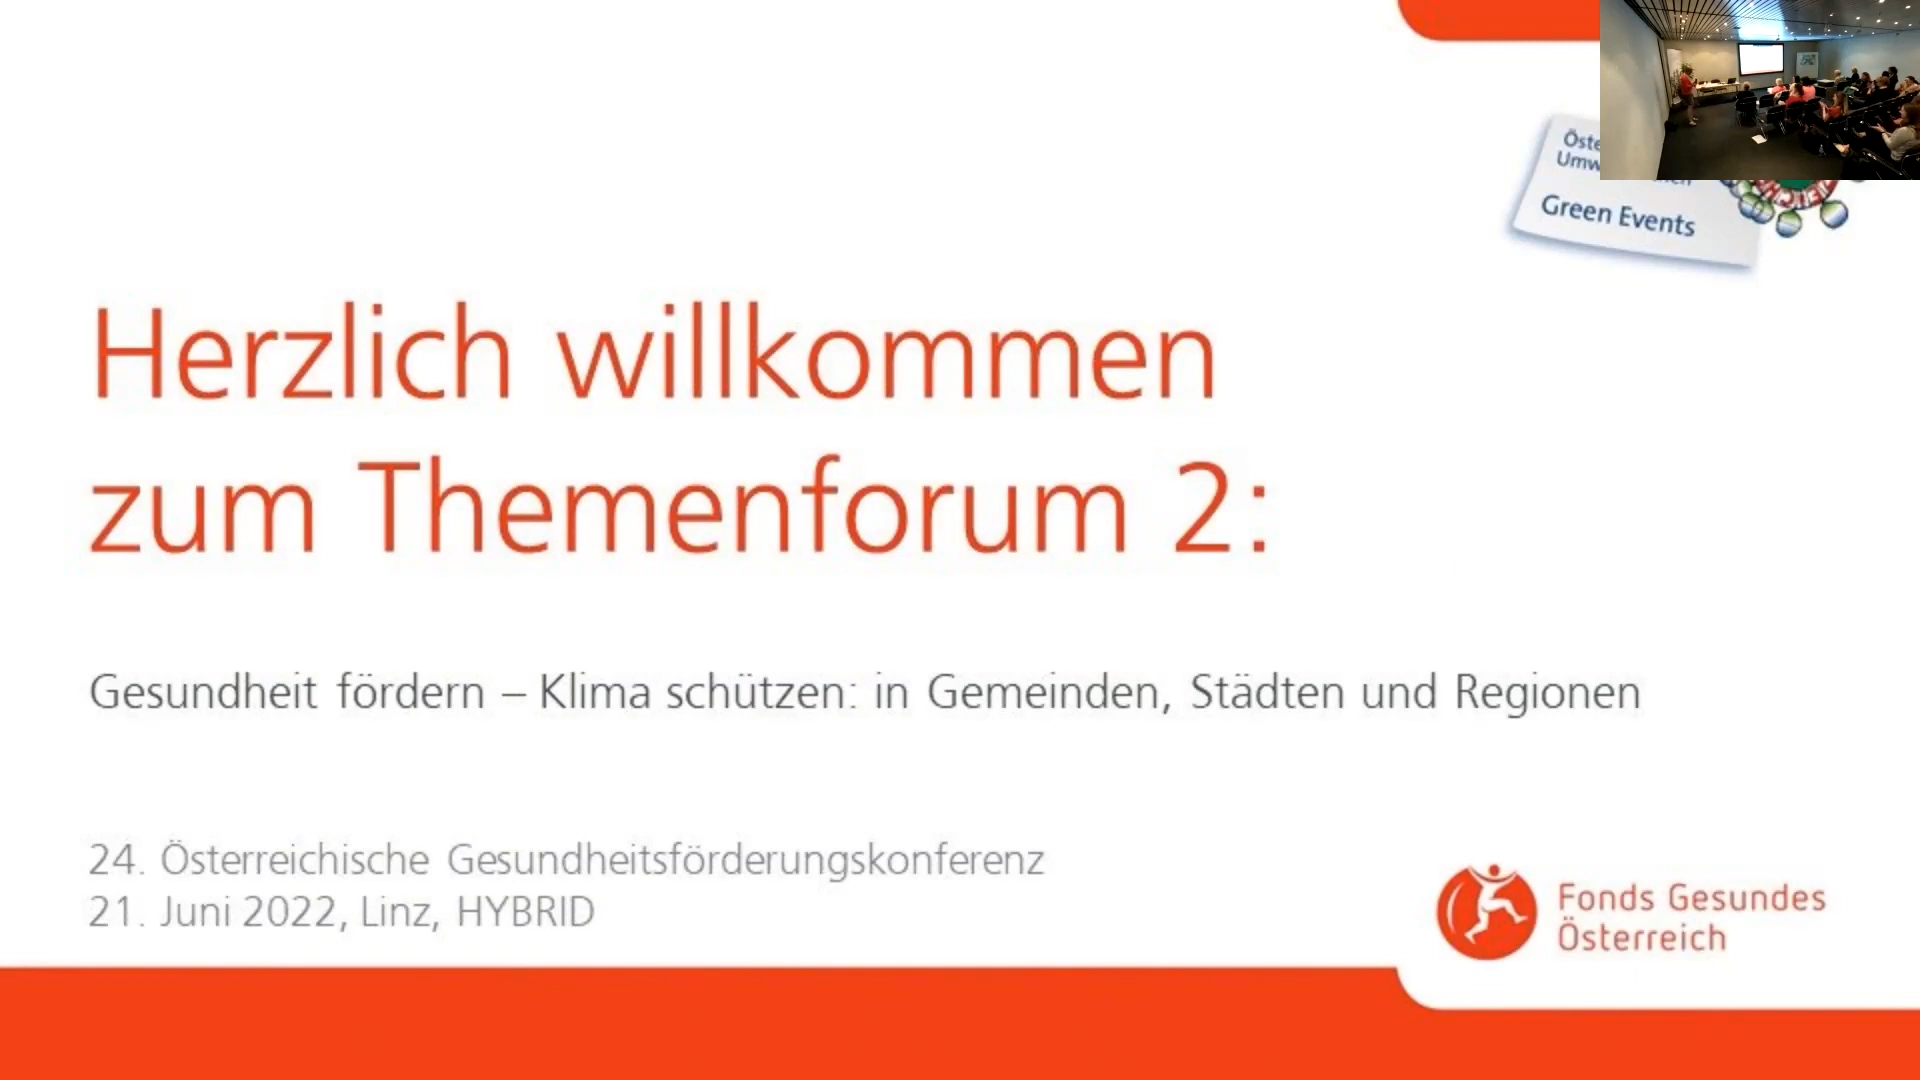 Green Events
Herzlich willkommen
zum Themenforum 2:
Gesundheit fördern – Klima schützen: in Gemeinden, Städten und Regionen
24. Österreichische Gesundheitsförderungskonferenz
21. Juni 2022, Linz, HYBRID
Fonds Gesundes
Österreich